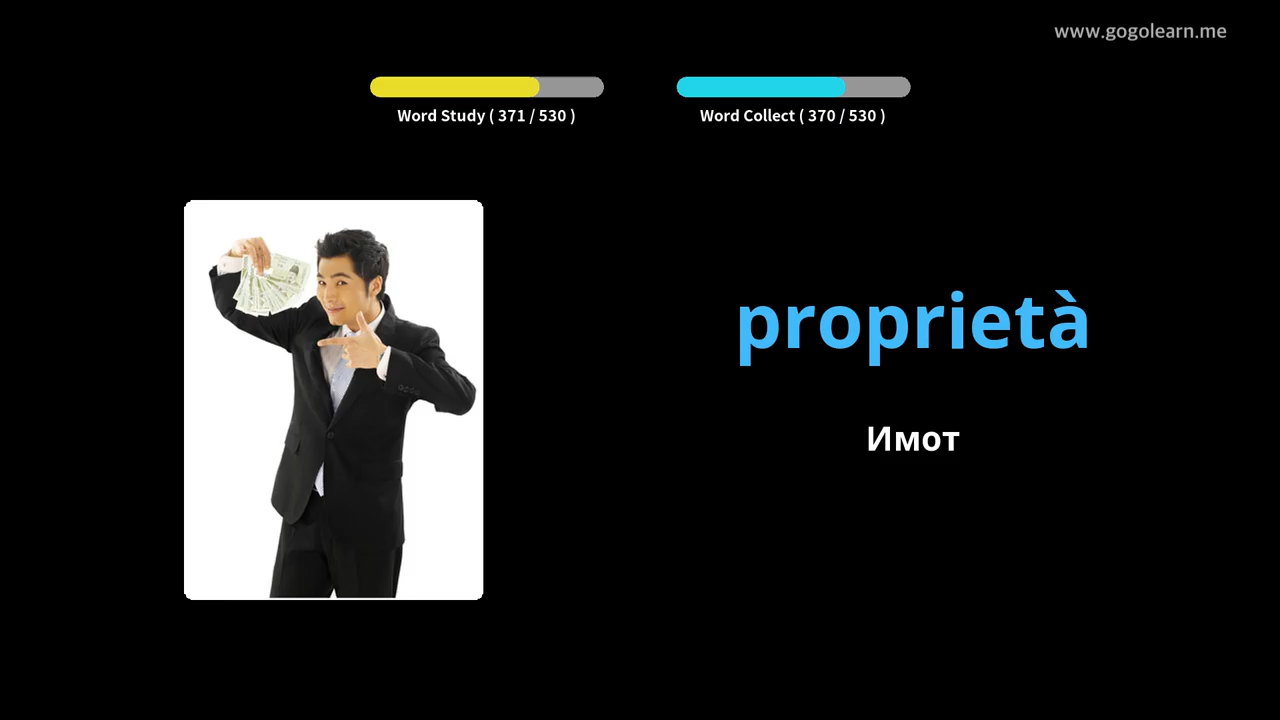 www.gogolearn.me
Word Study ( 371 / 530 )
Word Collect ( 370 / 530 )
proprietà
Имот